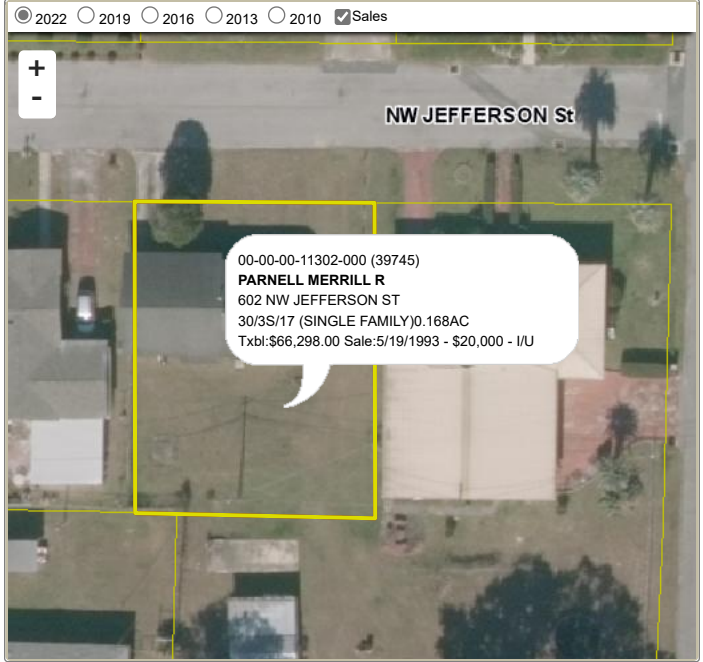 2022 2019 2016 2013 2010 Sales
+
-
NW JEFFERSON St
00-00-00-11302-000 (39745)
PARNELL MERRILL R
602 NW JEFFERSON ST
30/3S/17 (SINGLE FAMILY)0.168AC
Txbl:$66,298.00 Sale:5/19/1993 - $20,000 - I/U